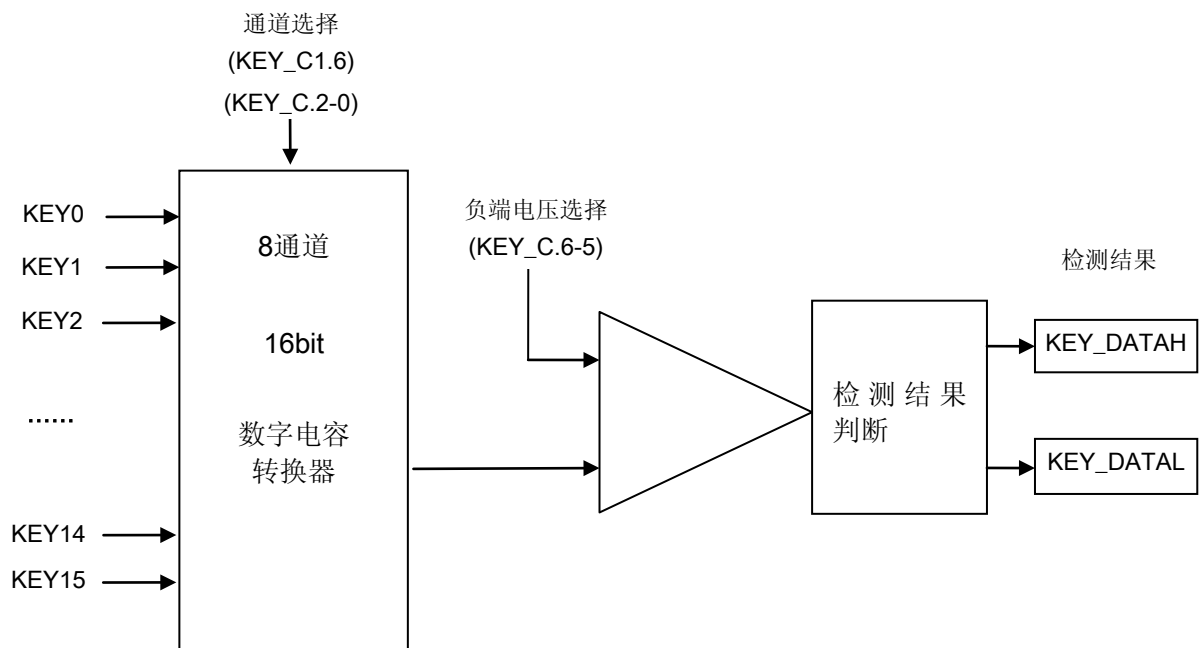 通道选择
(KEY_C1.6)
(KEY_C.2-0)
KEY0
KEY1
KEY2
......
KEY14
KEY15
8通道
16bit
数字电容
转换器
负端电压选择
(KEY_C.6-5)
检测结果
判断
检测结果
KEY_DATAH
KEY_DATAL